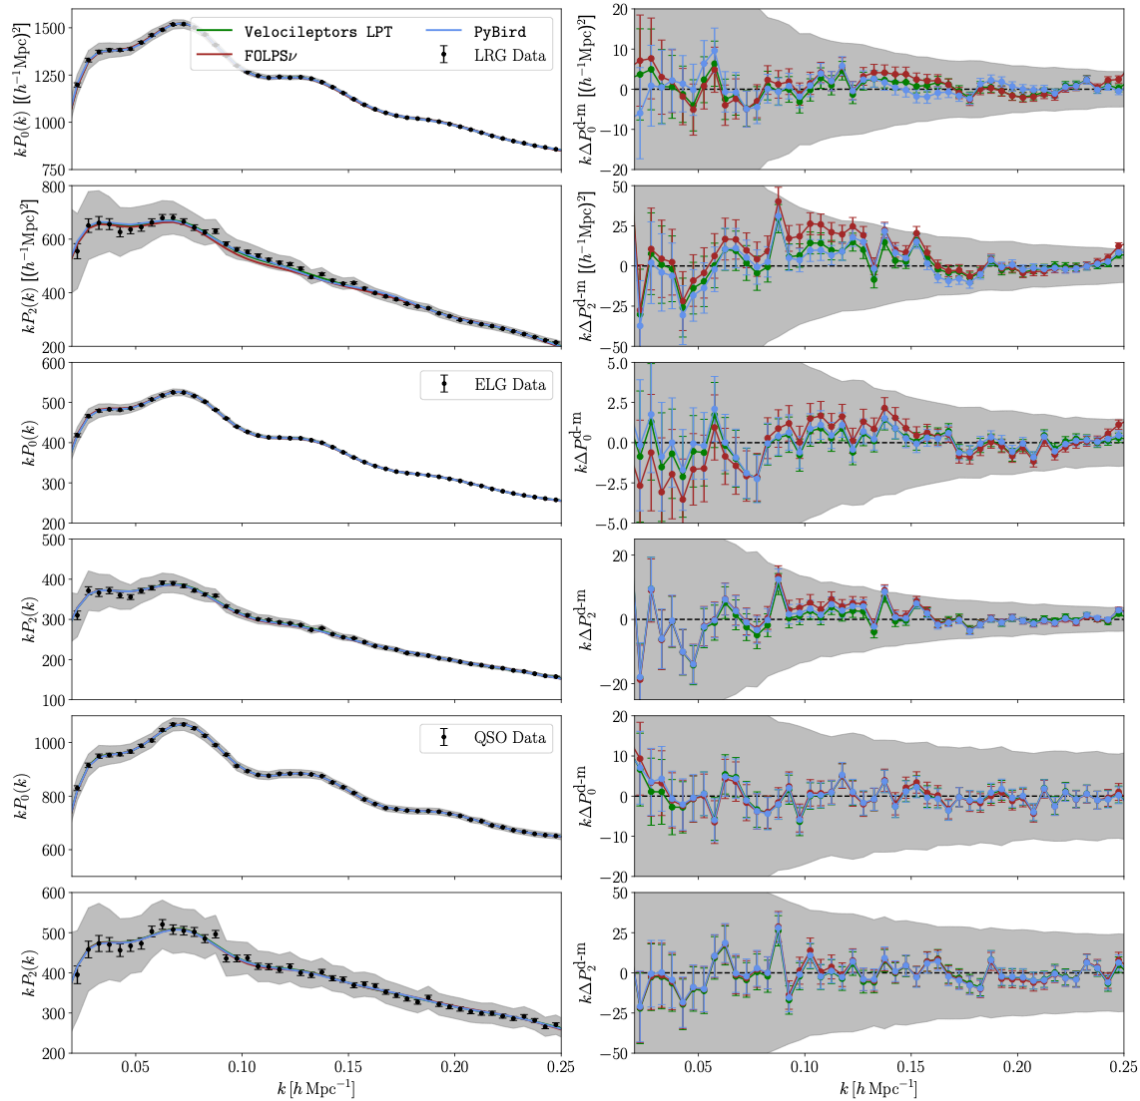 Velocileptors LPT
PyBird
FOLPSν
LRG Data
kP₀(k) [(h⁻¹Mpc)²]
1500
1250
1000
750
kΔP₀ᵈ⁻ᵐ [(h⁻¹Mpc)²]
20
10
0
−10
−20
kP₂(k) [(h⁻¹Mpc)²]
800
600
400
200
kΔP₂ᵈ⁻ᵐ [(h⁻¹Mpc)²]
50
25
0
−25
−50
ELG Data
kP₀(k)
600
500
400
300
200
kΔP₀ᵈ⁻ᵐ
5.0
2.5
0.0
−2.5
−5.0
kP₂(k)
500
400
300
200
100
kΔP₂ᵈ⁻ᵐ
20
0
−20
QSO Data
kP₀(k)
1000
800
600
kΔP₀ᵈ⁻ᵐ
20
10
0
−10
−20
kP₂(k)
600
500
400
300
200
kΔP₂ᵈ⁻ᵐ
50
25
0
−25
−50
0.05 0.10 0.15 0.20 0.25
k [h Mpc⁻¹]
0.05 0.10 0.15 0.20 0.25
k [h Mpc⁻¹]